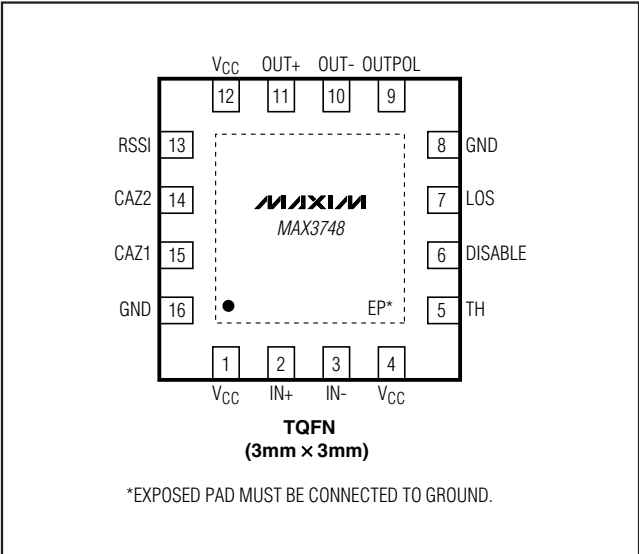 VCC OUT+ OUT- OUTPOL
12 11 10 9
RSSI 13 8 GND
CAZ2 14 MAXIM 7 LOS
MAX3748
CAZ1 15 6 DISABLE
GND 16 EP* 5 TH
1 2 3 4
VCC IN+ IN- VCC
TQFN
(3mm × 3mm)
*EXPOSED PAD MUST BE CONNECTED TO GROUND.